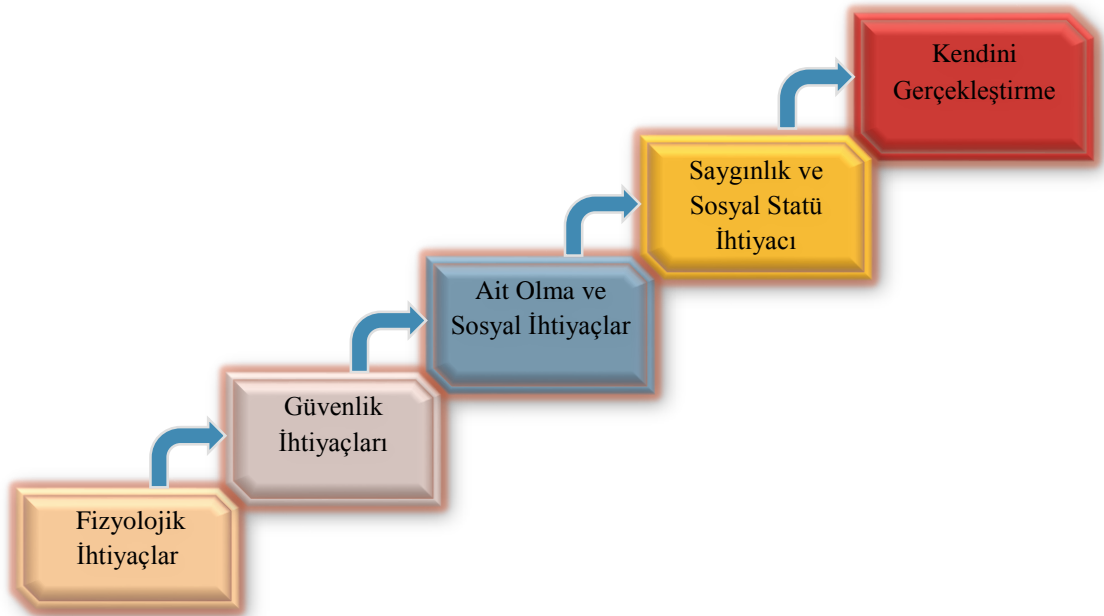 Kendini
Gerçekleştirme
Saygınlık ve
Sosyal Statü
İhtiyacı
Ait Olma ve
Sosyal İhtiyaçlar
Güvenlik
İhtiyaçları
Fizyolojik
İhtiyaçlar